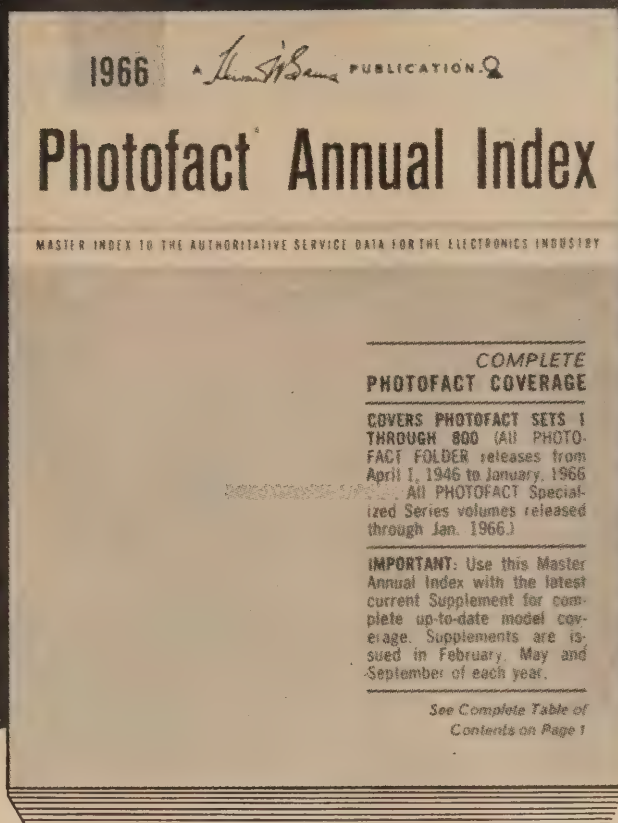 1966
A Howard W. Sams PUBLICATION
Photofact Annual Index
MASTER INDEX TO THE AUTHORITATIVE SERVICE DATA FOR THE ELECTRONICS INDUSTRY
COMPLETE
PHOTOFACT COVERAGE
COVERS PHOTOFACT SETS 1
THROUGH 800 (All PHOTO-
FACT FOLDER releases from
April 1, 1946 to January, 1966
. All PHOTOFACT Special-
ized Series volumes released
through Jan. 1966.)
IMPORTANT: Use this Master
Annual Index with the latest
current Supplement for com-
plete up-to-date model cov-
erage. Supplements are is-
sued in February, May and
September of each year.
See Complete Table of
Contents on Page 1